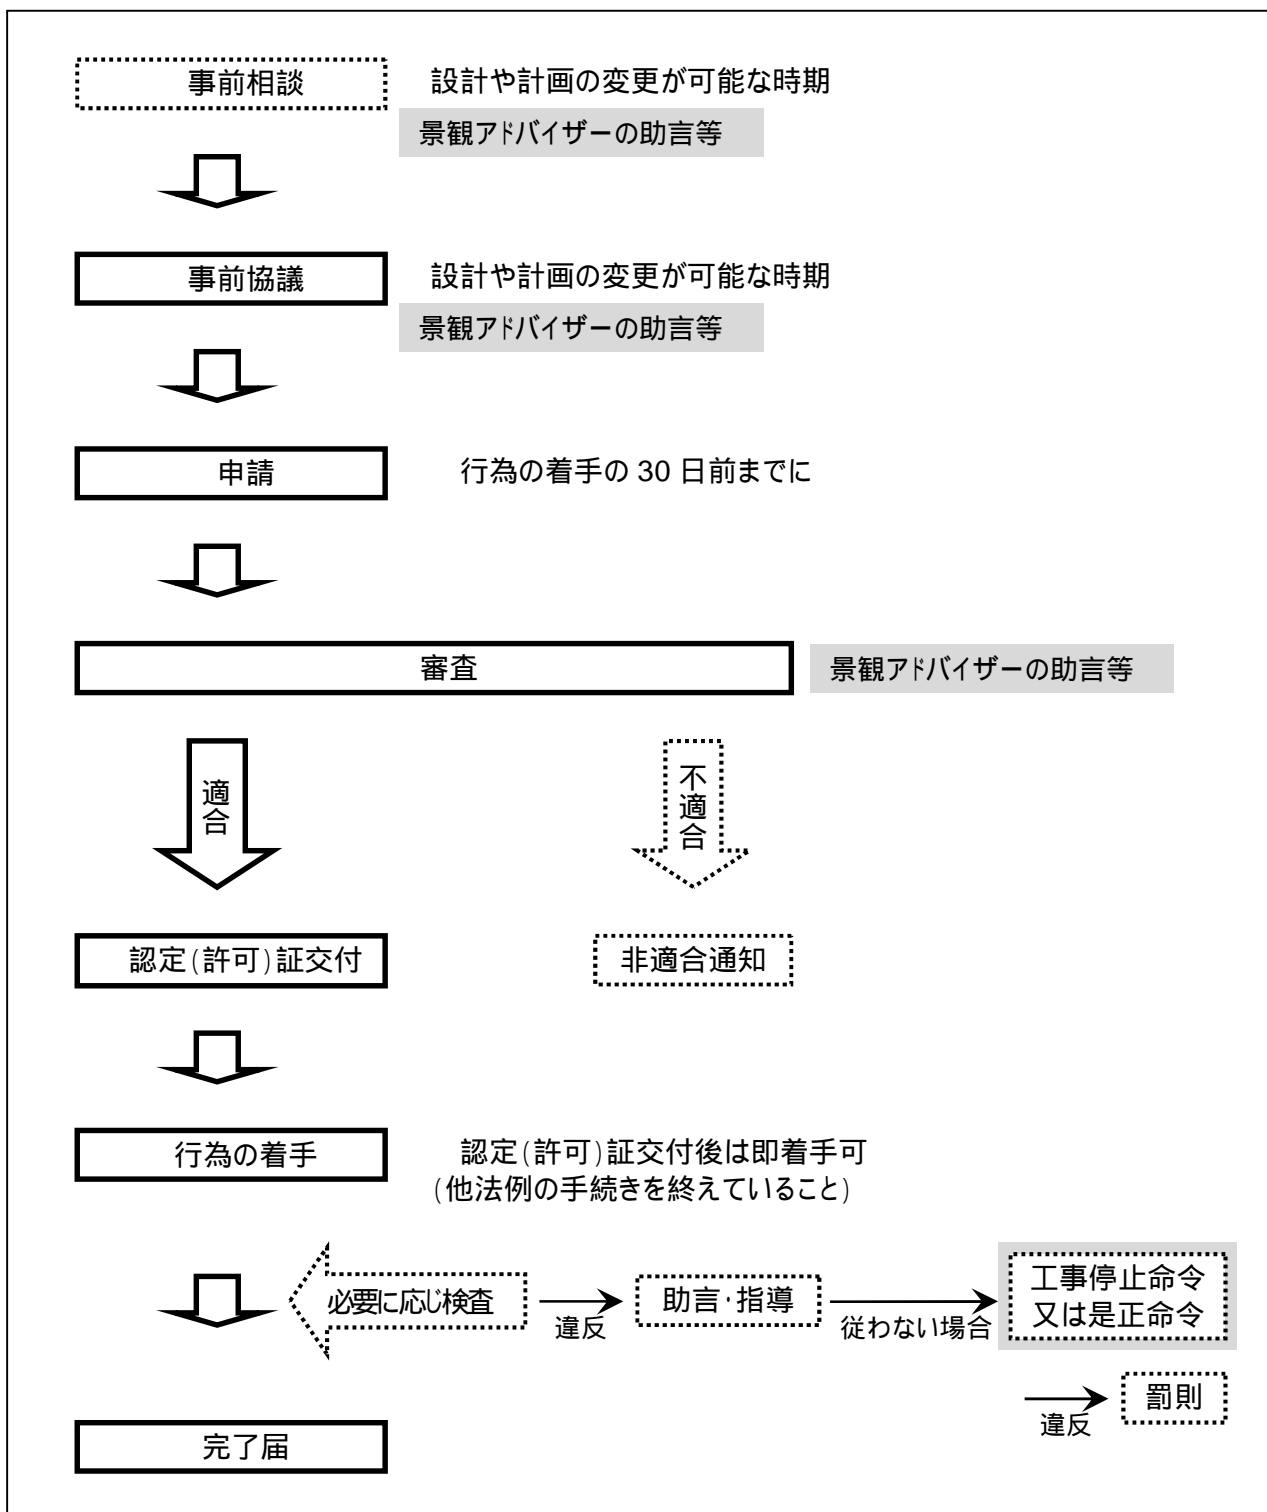 事前相談
設計や計画の変更が可能な時期
景観アドバイザーの助言等
事前協議
設計や計画の変更が可能な時期
景観アドバイザーの助言等
申請
行為の着手の 30 日前までに
審査
景観アドバイザーの助言等
適合
不適合
認定(許可)証交付
非適合通知
行為の着手
認定(許可)証交付後は即着手可
(他法例の手続きを終えていること)
必要に応じ検査
違反
助言・指導
従わない場合
工事停止命令
又は是正命令
違反
罰則
完了届